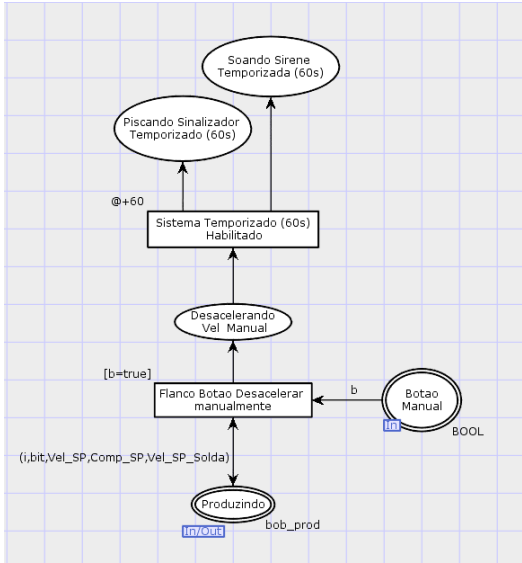 Soando Sirene
Temporizada (60s)
Piscando Sinalizador
Temporizado (60s)
@+60
Sistema Temporizado (60s)
Habilitado
Desacelerando
Vel Manual
[b=true]
Flanco Botao Desacelerar
manualmente
b
Botao
Manual
In
BOOL
(i,bit,Vel_SP,Comp_SP,Vel_SP_Solda)
Produzindo
In/Out
bob_prod